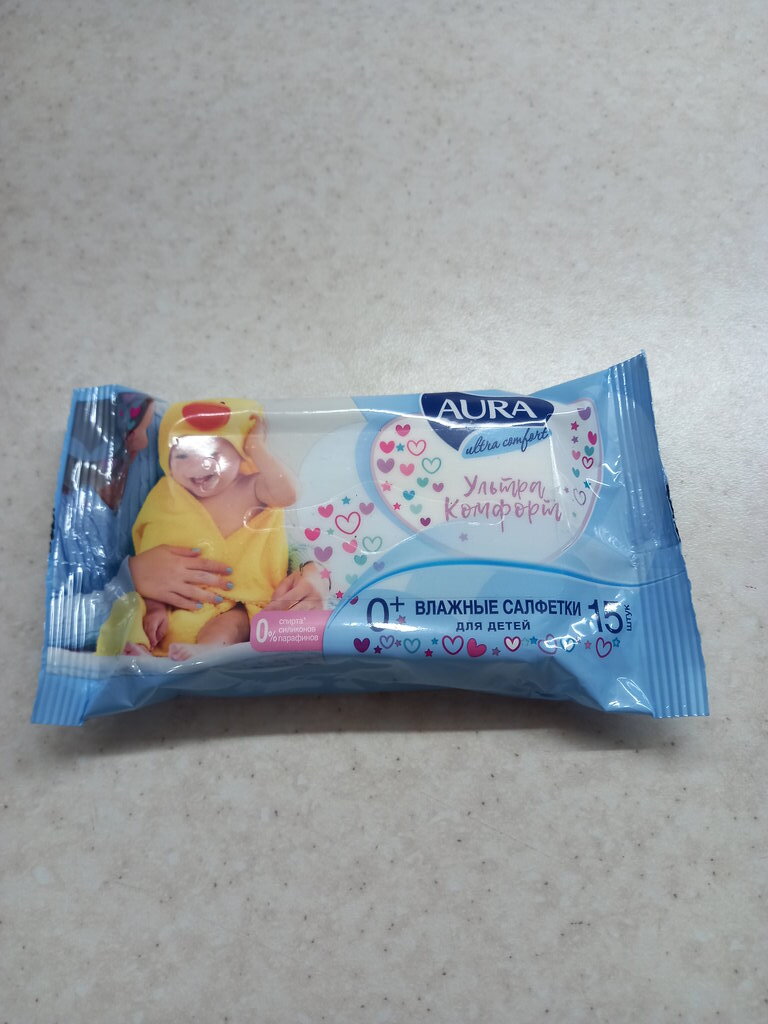 AURA
ultra comfort
Ультра
Комфорт
0+ ВЛАЖНЫЕ САЛФЕТКИ 15 штук
ДЛЯ ДЕТЕЙ
0% спирта*
силиконов
парафинов